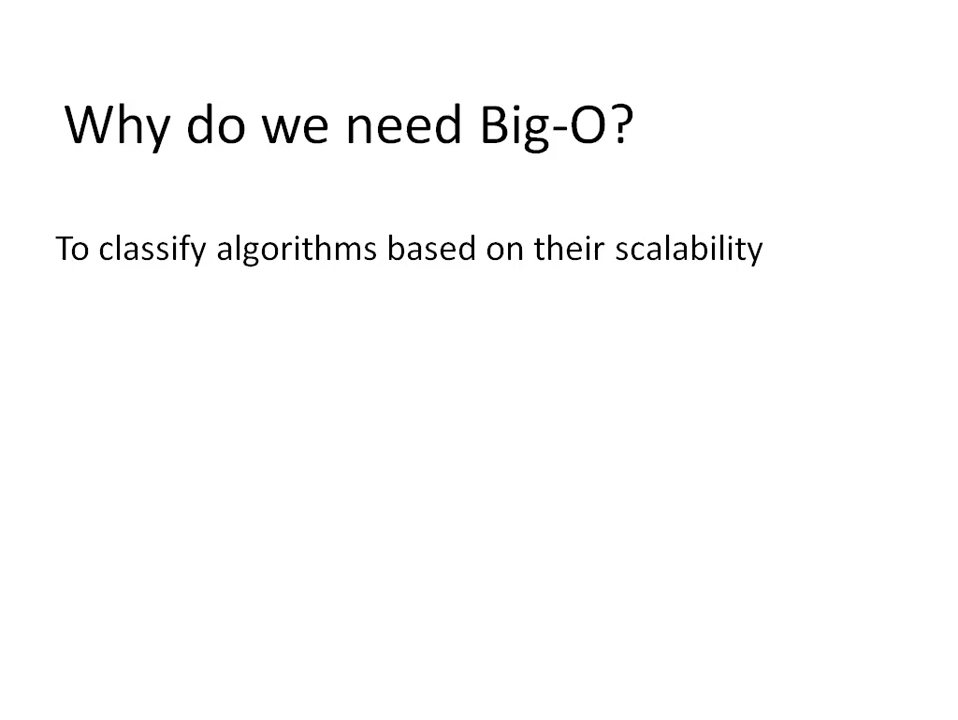 Why do we need Big-O?
To classify algorithms based on their scalability